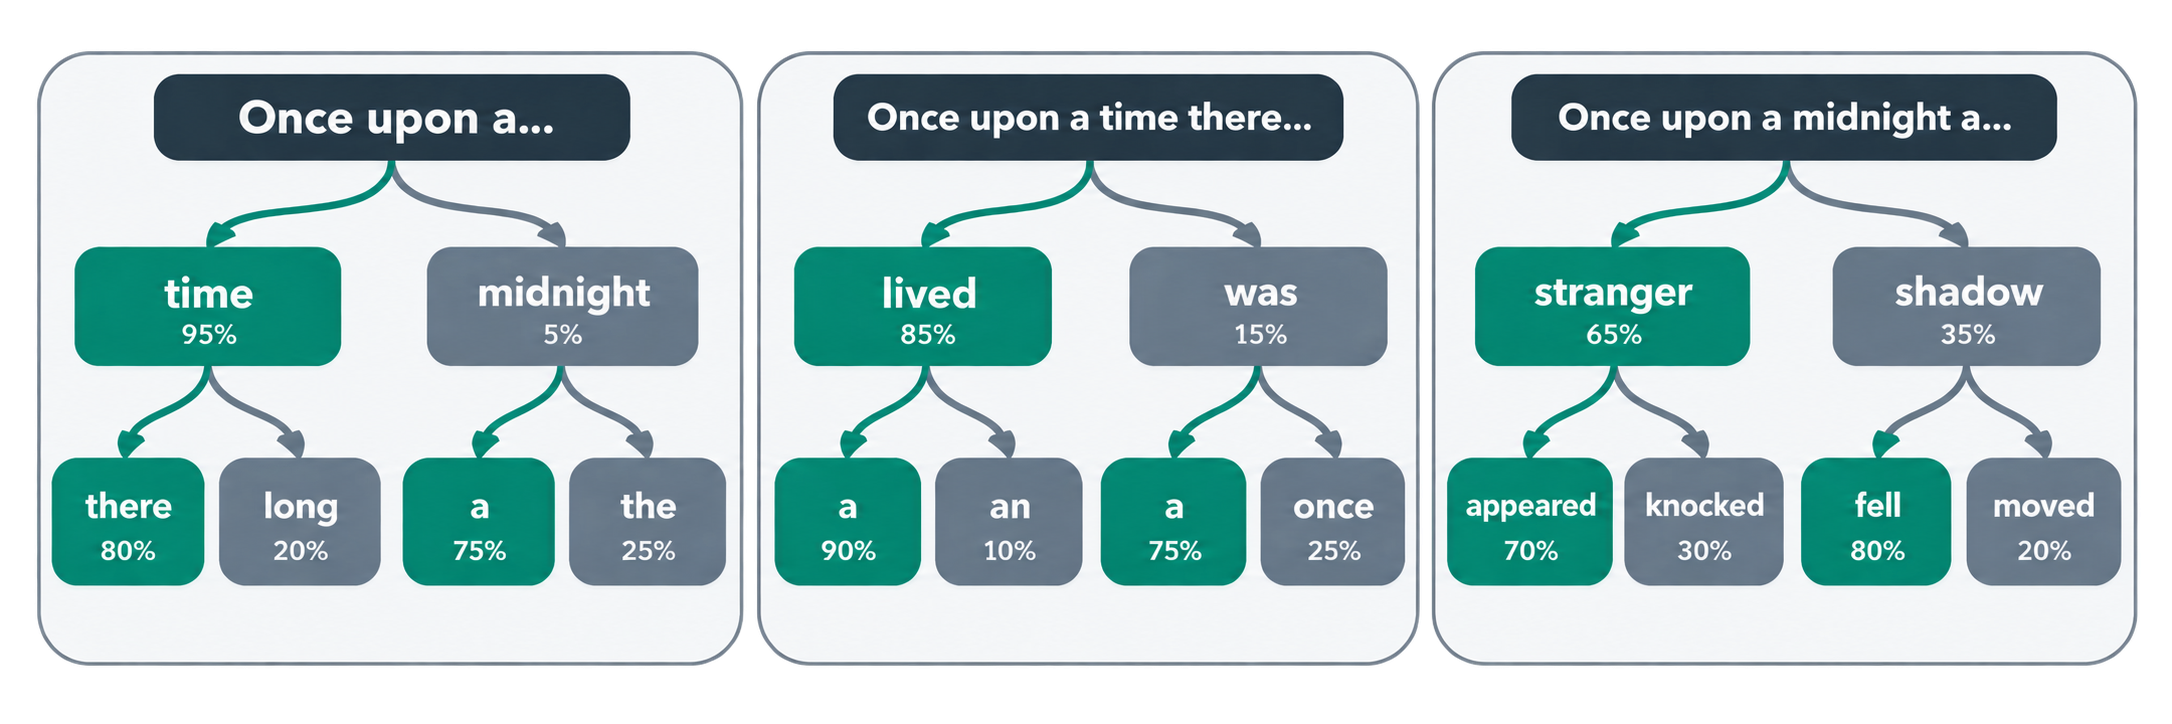 Once upon a...
time
95%
midnight
5%
there
80%
long
20%
a
75%
the
25%
Once upon a time there...
lived
85%
was
15%
a
90%
an
10%
a
75%
once
25%
Once upon a midnight a...
stranger
65%
shadow
35%
appeared
70%
knocked
30%
fell
80%
moved
20%